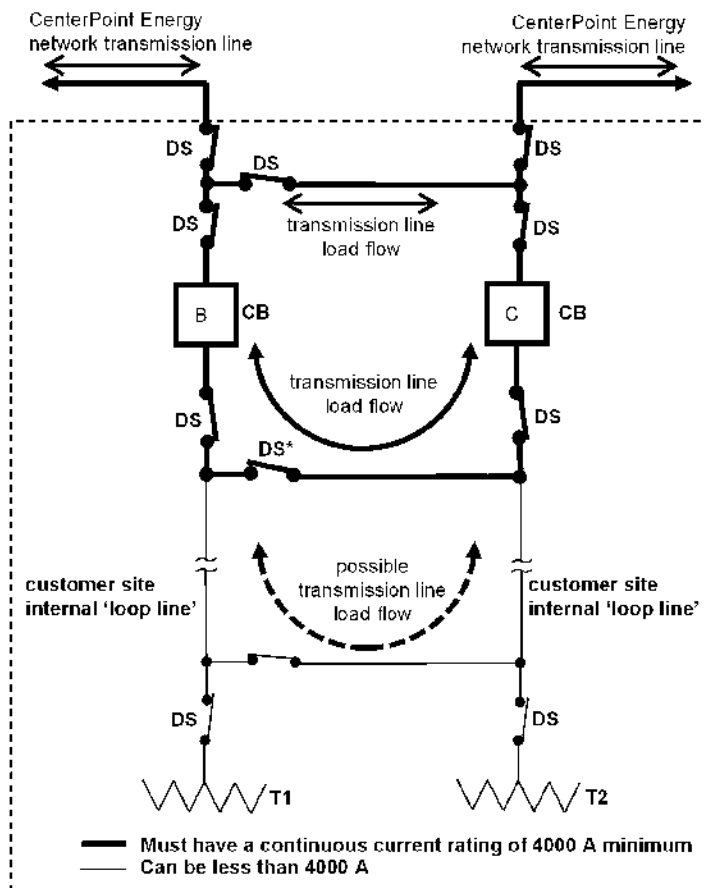 CenterPoint Energy
network transmission line
CenterPoint Energy
network transmission line
DS
DS
DS
transmission line
load flow
DS
DS
B
CB
C
CB
transmission line
load flow
DS
DS
DS*
possible
transmission line
load flow
customer site
internal 'loop line'
customer site
internal 'loop line'
DS
DS
T1
T2
Must have a continuous current rating of 4000 A minimum
Can be less than 4000 A